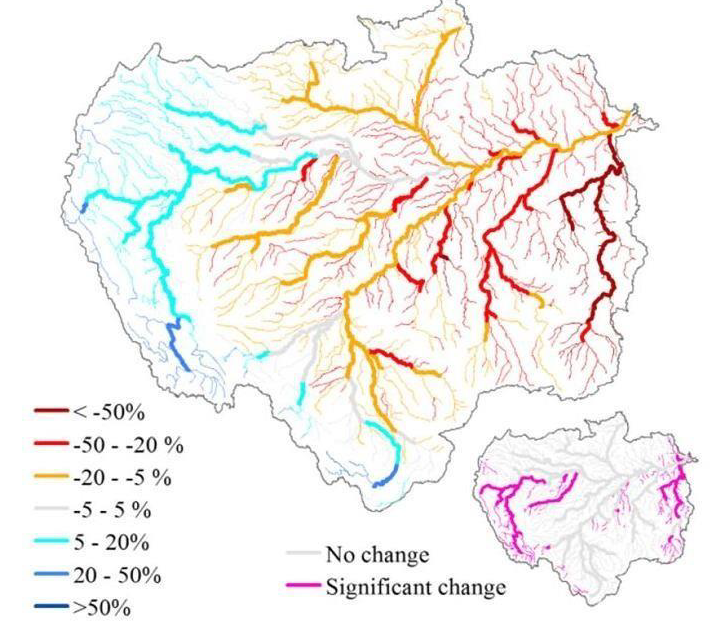 < -50%
-50 - -20 %
-20 - -5 %
-5 - 5 %
5 - 20%
20 - 50%
>50%
No change
Significant change